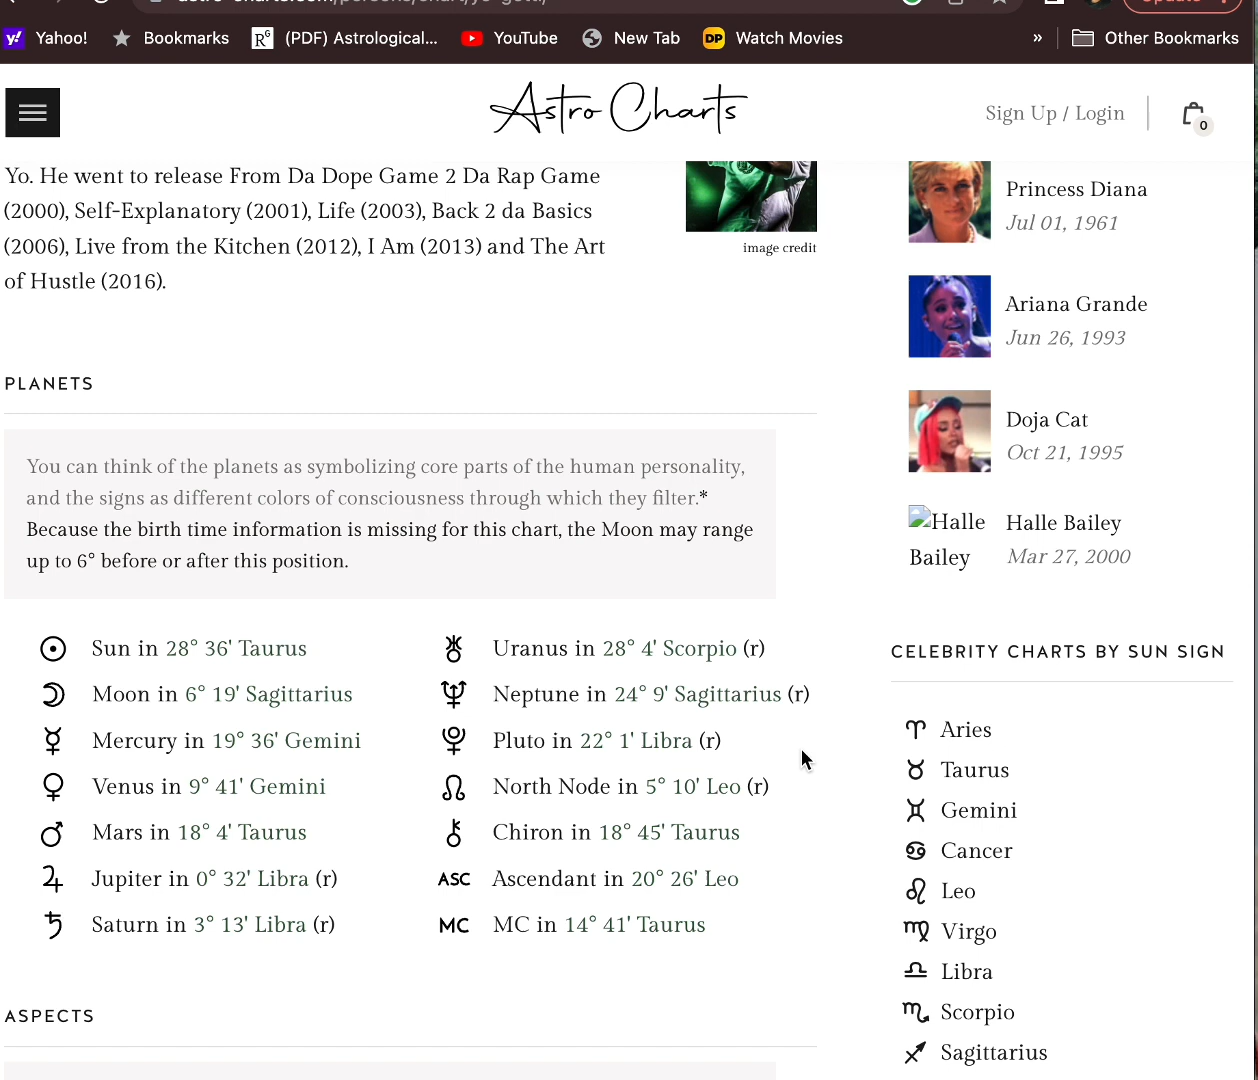 Yahoo!
Bookmarks
(PDF) Astrological...
YouTube
New Tab
DP
Watch Movies
»
Other Bookmarks
Astro Charts
Sign Up / Login
0
Yo. He went to release From Da Dope Game 2 Da Rap Game
(2000), Self-Explanatory (2001), Life (2003), Back 2 da Basics
(2006), Live from the Kitchen (2012), I Am (2013) and The Art
of Hustle (2016).
image credit
PLANETS
You can think of the planets as symbolizing core parts of the human personality,
and the signs as different colors of consciousness through which they filter.*
Because the birth time information is missing for this chart, the Moon may range
up to 6° before or after this position.
Sun in 28° 36' Taurus
Moon in 6° 19' Sagittarius
Mercury in 19° 36' Gemini
Venus in 9° 41' Gemini
Mars in 18° 4' Taurus
Jupiter in 0° 32' Libra (r)
Saturn in 3° 13' Libra (r)
Uranus in 28° 4' Scorpio (r)
Neptune in 24° 9' Sagittarius (r)
Pluto in 22° 1' Libra (r)
North Node in 5° 10' Leo (r)
Chiron in 18° 45' Taurus
ASC Ascendant in 20° 26' Leo
MC MC in 14° 41' Taurus
ASPECTS
Princess Diana
Jul 01, 1961
Ariana Grande
Jun 26, 1993
Doja Cat
Oct 21, 1995
Halle
Bailey
Halle Bailey
Mar 27, 2000
CELEBRITY CHARTS BY SUN SIGN
Aries
Taurus
Gemini
Cancer
Leo
Virgo
Libra
Scorpio
Sagittarius